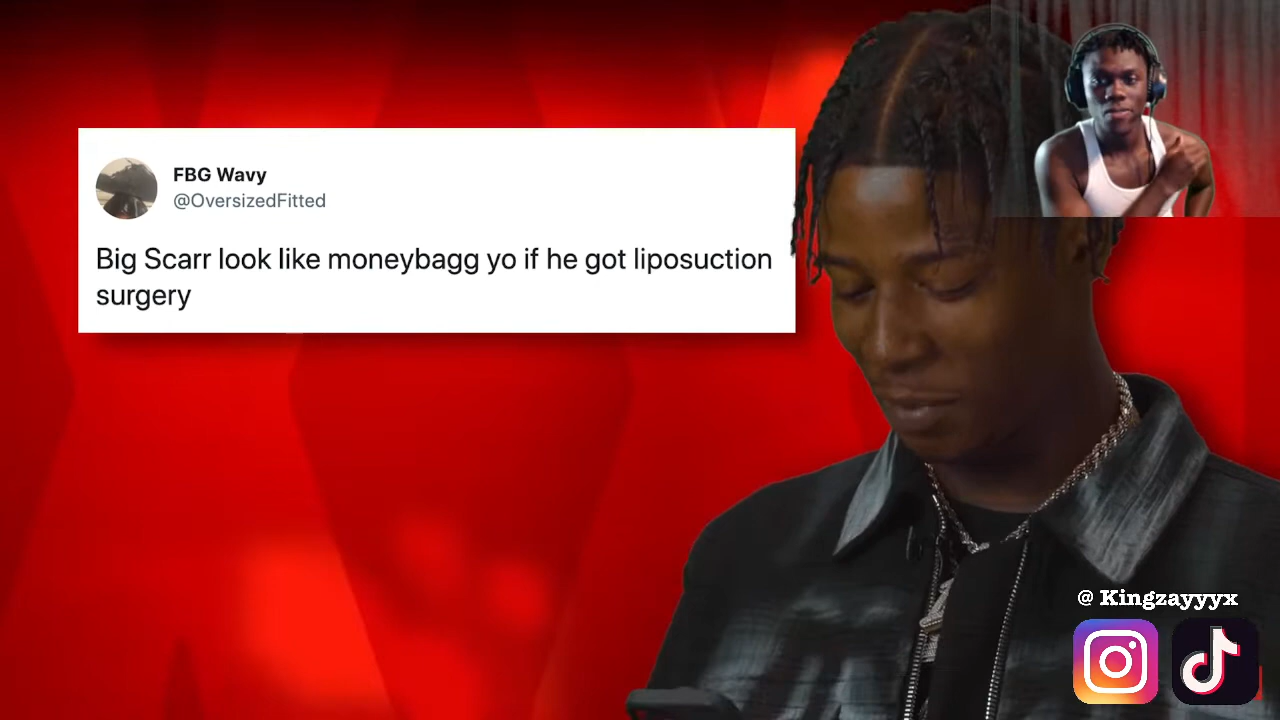 FBG Wavy
@OversizedFitted
Big Scarr look like moneybagg yo if he got liposuction
surgery
@ Kingzayyyx